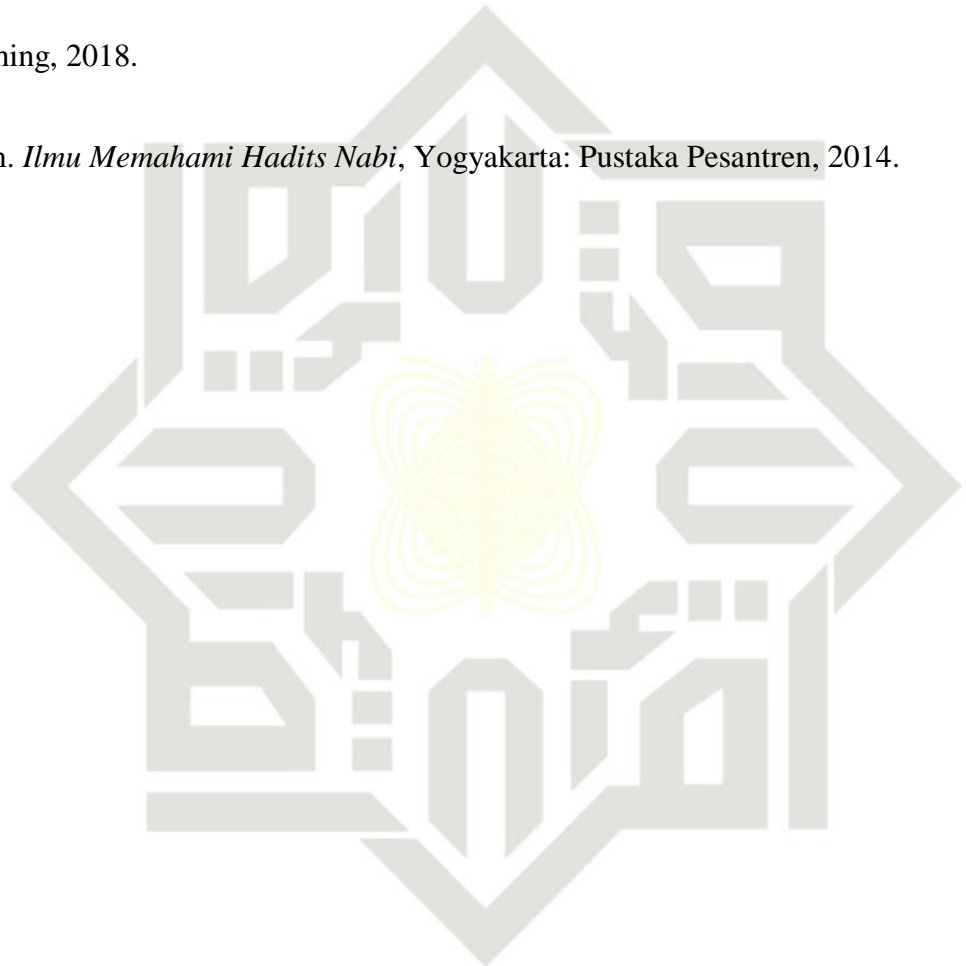 ning, 2018.
n. Ilmu Memahami Hadits Nabi, Yogyakarta: Pustaka Pesantren, 2014.